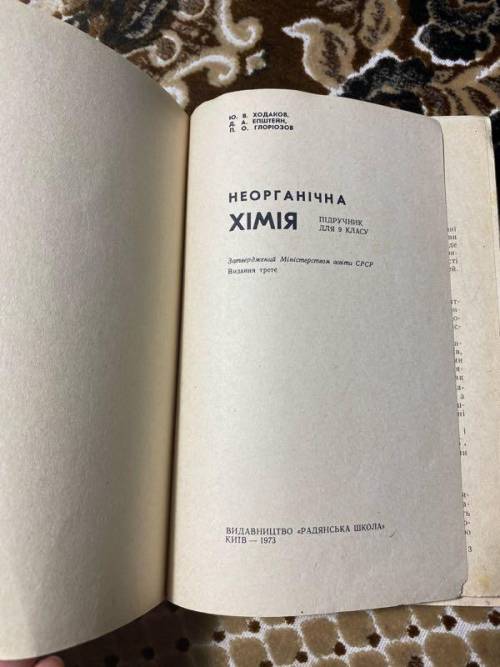 Ю. В. ХОДАКОВ,
Д. А. ЕПШТЕЙН,
П. О. ГЛОРІОЗОВ
НЕОРГАНІЧНА
ХІМІЯ
ПІДРУЧНИК
ДЛЯ 9 КЛАСУ
Затверджений Міністерством освіти СРСР
Видання третє
ВИДАВНИЦТВО «РАДЯНСЬКА ШКОЛА»
КИЇВ — 1973
3